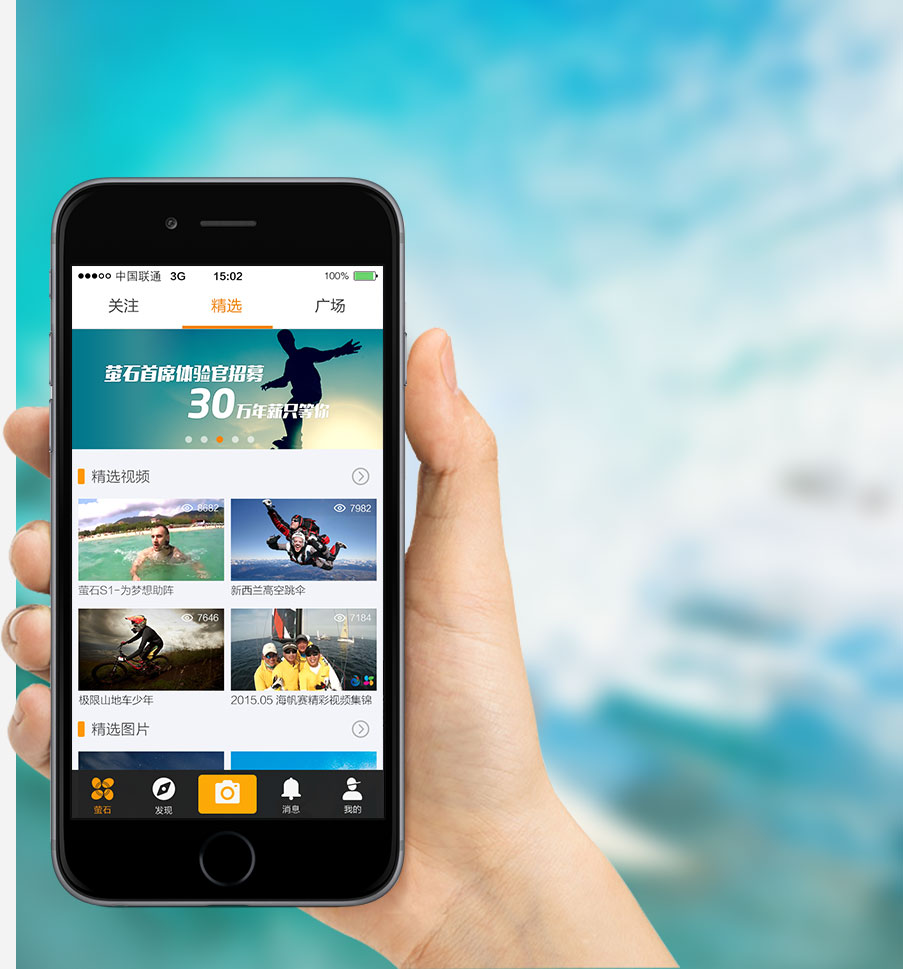 中国联通 3G 15:02 100%
关注 精选 广场
萤石首席体验官招募
30万年薪只等你
精选视频
8682 7982
萤石S1-为梦想助阵 新西兰高空跳伞
7646 7184
极限山地车少年 2015.05 海帆赛精彩视频集锦
精选图片
萤石 发现 消息 我的